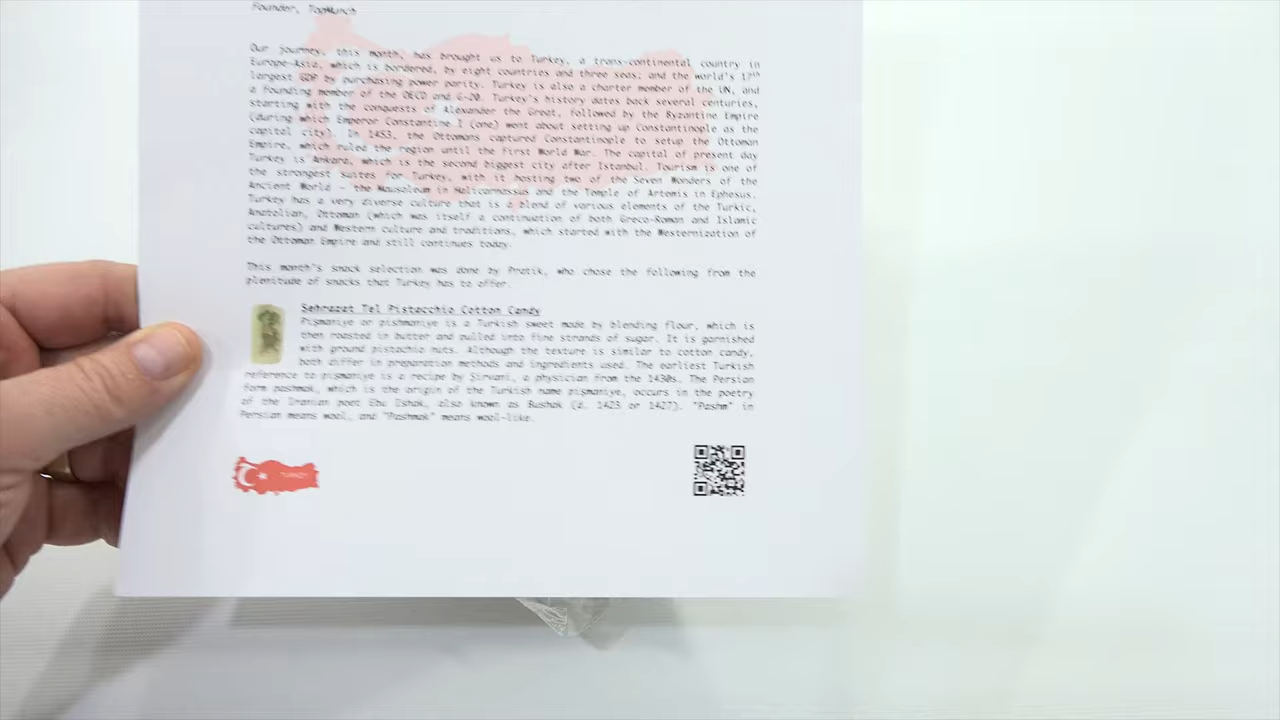 Founder, TopMunch
Our journey, this month, has brought us to Turkey, a trans-continental country in
Europe-Asia, which is bordered, by eight countries and three seas; and the world's 17th
largest GDP by purchasing power parity. Turkey is also a charter member of the UN, and
a founding member of the OECD and G-20. Turkey's history dates back several centuries,
starting with the conquests of Alexander the Great, followed by the Byzantine Empire
(during which Emperor Constantine I (one) went about setting up Constantinople as the
capital city). In 1453, the Ottomans captured Constantinople to setup the Ottoman
Empire, which ruled the region until the first World War. The capital of present day
Turkey is Ankara, which is the second biggest city after Istanbul. Tourism is one of
the strongest suites for Turkey, with it hosting two of the Seven Wonders of the
Ancient World – the Mausoleum in Halicarnassus and the Temple of Artemis in Ephesus.
Turkey has a very diverse culture that is a blend of various elements of the Turkic,
Anatolian, Ottoman (which was itself a continuation of both Greco-Roman and Islamic
cultures) and Western culture and traditions, which started with the Westernization of
the Ottoman Empire and still continues today.
This month's snack selection was done by Pratik, who chose the following from the
plenitude of snacks that Turkey has to offer.
Sehrazat Tel Pistacchio Cotton Candy
Pişmaniye or pishmaniye is a Turkish sweet made by blending flour, which is
then roasted in butter and pulled into fine strands of sugar. It is garnished
with ground pistachio nuts. Although the texture is similar to cotton candy,
both differ in preparation methods and ingredients used. The earliest Turkish
reference to pişmaniye is a recipe by Şirvani, a physician from the 1430s. The Persian
form pashmak, which is the origin of the Turkish name pişmaniye, occurs in the poetry
of the Iranian poet Ebu Ishak, also known as Bushak (d. 1423 or 1427). "Pashm" in
Persian means wool, and "Pashmak" means wool-like.
TURKEY